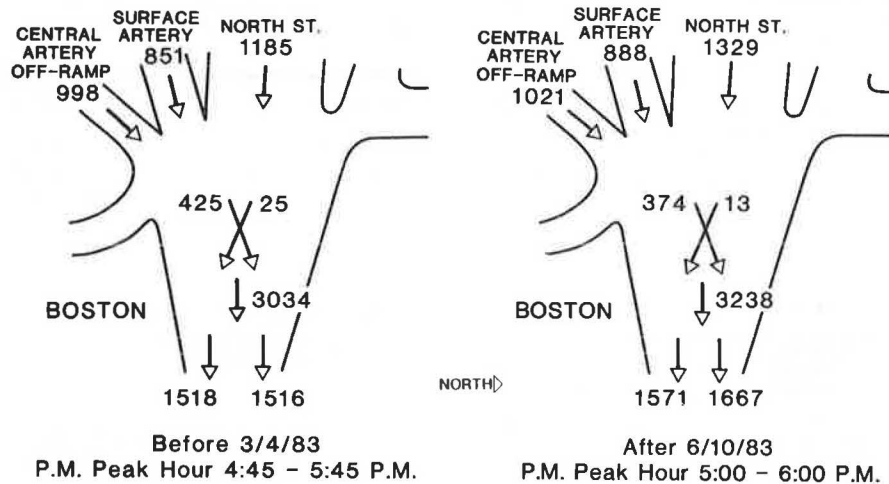 CENTRAL
ARTERY
OFF-RAMP
998
SURFACE
ARTERY
851
NORTH ST.
1185
425
25
3034
BOSTON
1518
1516
Before 3/4/83
P.M. Peak Hour 4:45 - 5:45 P.M.
NORTH
CENTRAL
ARTERY
OFF-RAMP
1021
SURFACE
ARTERY
888
NORTH ST.
1329
374
13
3238
BOSTON
1571
1667
After 6/10/83
P.M. Peak Hour 5:00 - 6:00 P.M.